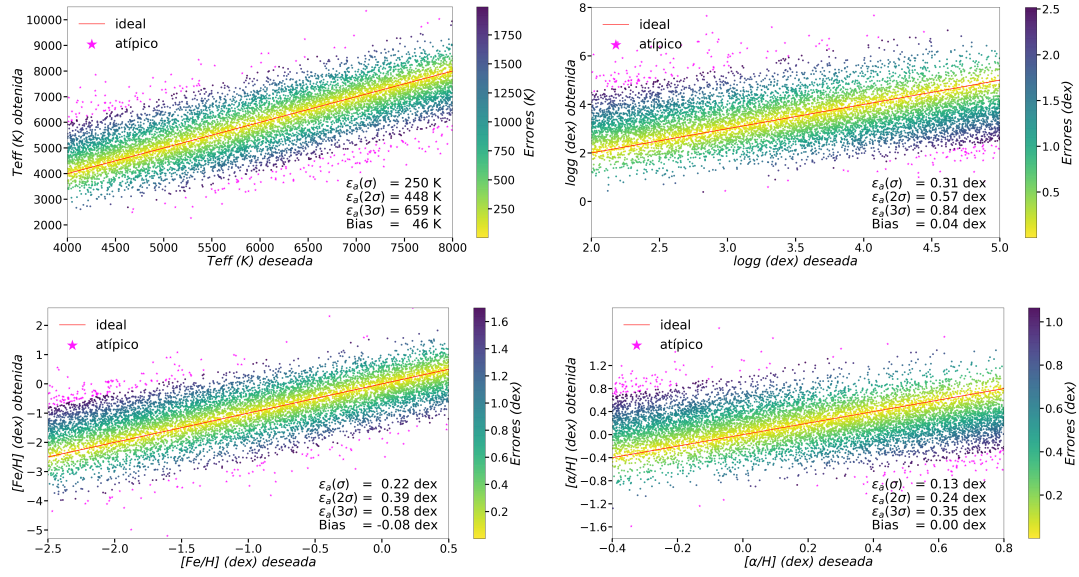 ideal
atípico
10000
9000
8000
7000
6000
5000
4000
3000
2000
Teff (K) obtenida
4000 4500 5000 5500 6000 6500 7000 7500 8000
Teff (K) deseada
εa(σ) = 250 K
εa(2σ) = 448 K
εa(3σ) = 659 K
Bias = 46 K
1750
1500
1250
1000
750
500
250
Errores (K)
ideal
atípico
8
6
4
2
0
logg (dex) obtenida
2.0 2.5 3.0 3.5 4.0 4.5 5.0
logg (dex) deseada
εa(σ) = 0.31 dex
εa(2σ) = 0.57 dex
εa(3σ) = 0.84 dex
Bias = 0.04 dex
2.5
2.0
1.5
1.0
0.5
Errores (dex)
ideal
atípico
2
1
0
−1
−2
−3
−4
−5
[Fe/H] (dex) obtenida
−2.5 −2.0 −1.5 −1.0 −0.5 0.0 0.5
[Fe/H] (dex) deseada
εa(σ) = 0.22 dex
εa(2σ) = 0.39 dex
εa(3σ) = 0.58 dex
Bias = -0.08 dex
1.6
1.4
1.2
1.0
0.8
0.6
0.4
0.2
Errores (dex)
ideal
atípico
1.2
0.8
0.4
0.0
−0.4
−0.8
−1.2
−1.6
[α/H] (dex) obtenida
−0.4 −0.2 0.0 0.2 0.4 0.6 0.8
[α/H] (dex) deseada
εa(σ) = 0.13 dex
εa(2σ) = 0.24 dex
εa(3σ) = 0.35 dex
Bias = 0.00 dex
1.0
0.8
0.6
0.4
0.2
Errores (dex)